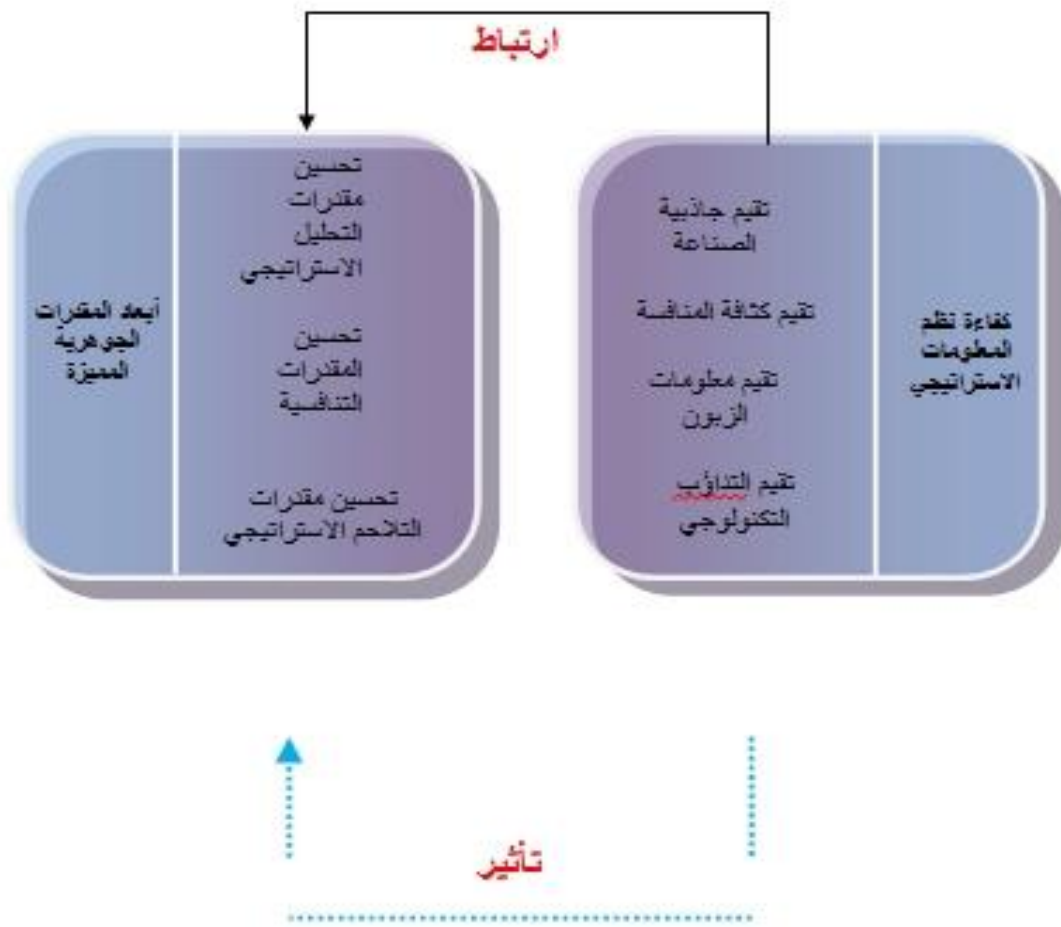 ارتباط
كفاءة نظم
المعلومات
الاستراتيجي
تقيم جاذبية
الصناعة
تقيم كثافة المنافسة
تقيم معلومات
الزبون
تقيم التداؤب
التكنولوجي
تحسين
مقدرات
التحليل
الاستراتيجي
تحسين
المقدرات
التنافسية
تحسين مقدرات
التلاحم الاستراتيجي
أبعاد المقدرات
الجوهرية
المميزة
تأثير